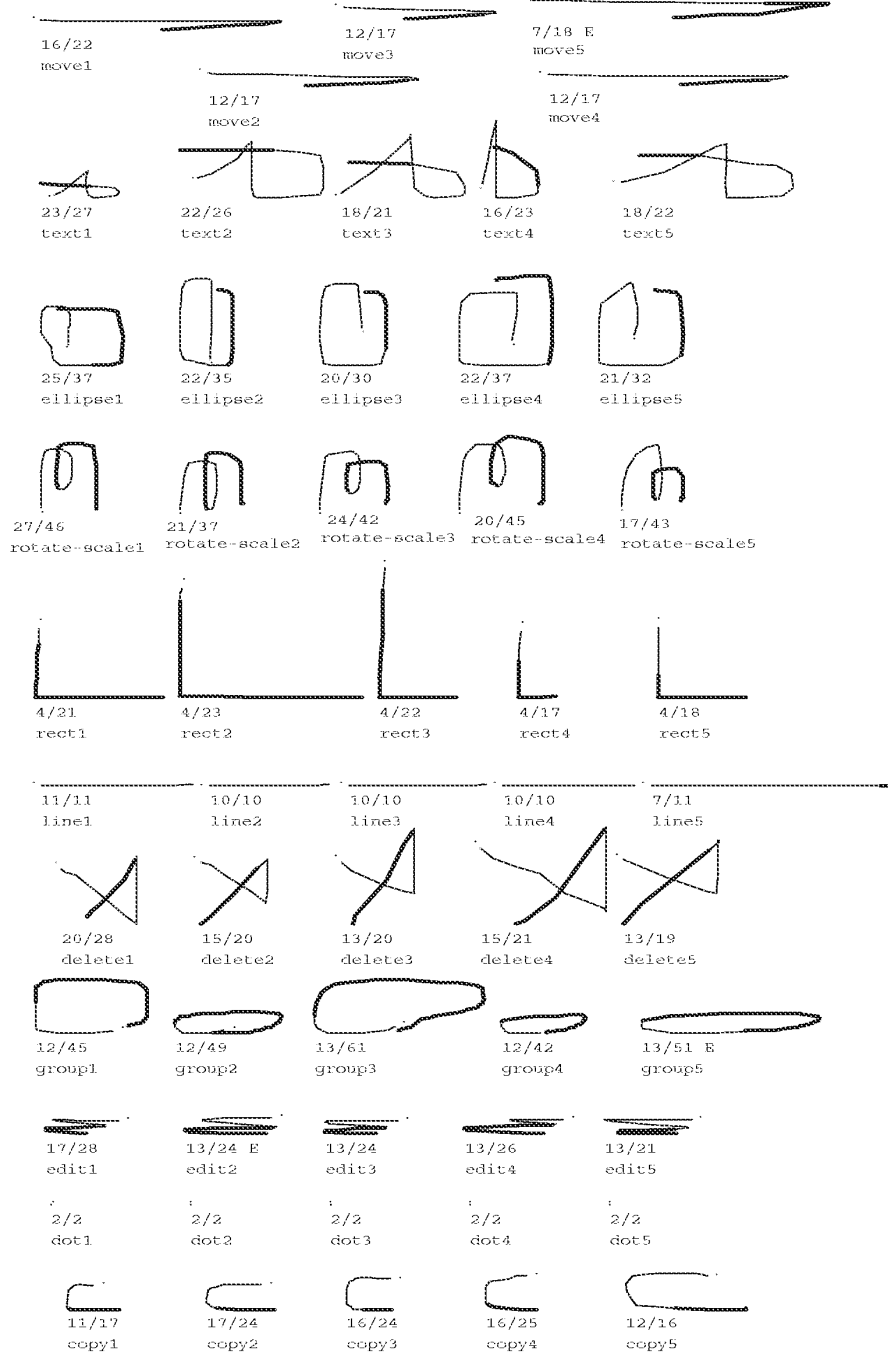 16/22 12/17 7/18 E
move1 move3 move5
12/17 12/17
move2 move4
23/27 22/26 18/21 16/23 18/22
text1 text2 text3 text4 text5
25/37 22/35 20/30 22/37 21/32
ellipse1 ellipse2 ellipse3 ellipse4 ellipse5
27/46 21/37 24/42 20/45 17/43
rotate-scale1 rotate-scale2 rotate-scale3 rotate-scale4 rotate-scale5
4/21 4/23 4/22 4/17 4/18
rect1 rect2 rect3 rect4 rect5
11/11 10/10 10/10 10/10 7/11
line1 line2 line3 line4 line5
20/28 15/20 13/20 15/21 13/19
delete1 delete2 delete3 delete4 delete5
12/45 12/49 13/61 12/42 13/51 E
group1 group2 group3 group4 group5
17/28 13/24 E 13/24 13/26 13/21
edit1 edit2 edit3 edit4 edit5
2/2 2/2 2/2 2/2 2/2
dot1 dot2 dot3 dot4 dot5
11/17 17/24 16/24 16/25 12/16
copy1 copy2 copy3 copy4 copy5